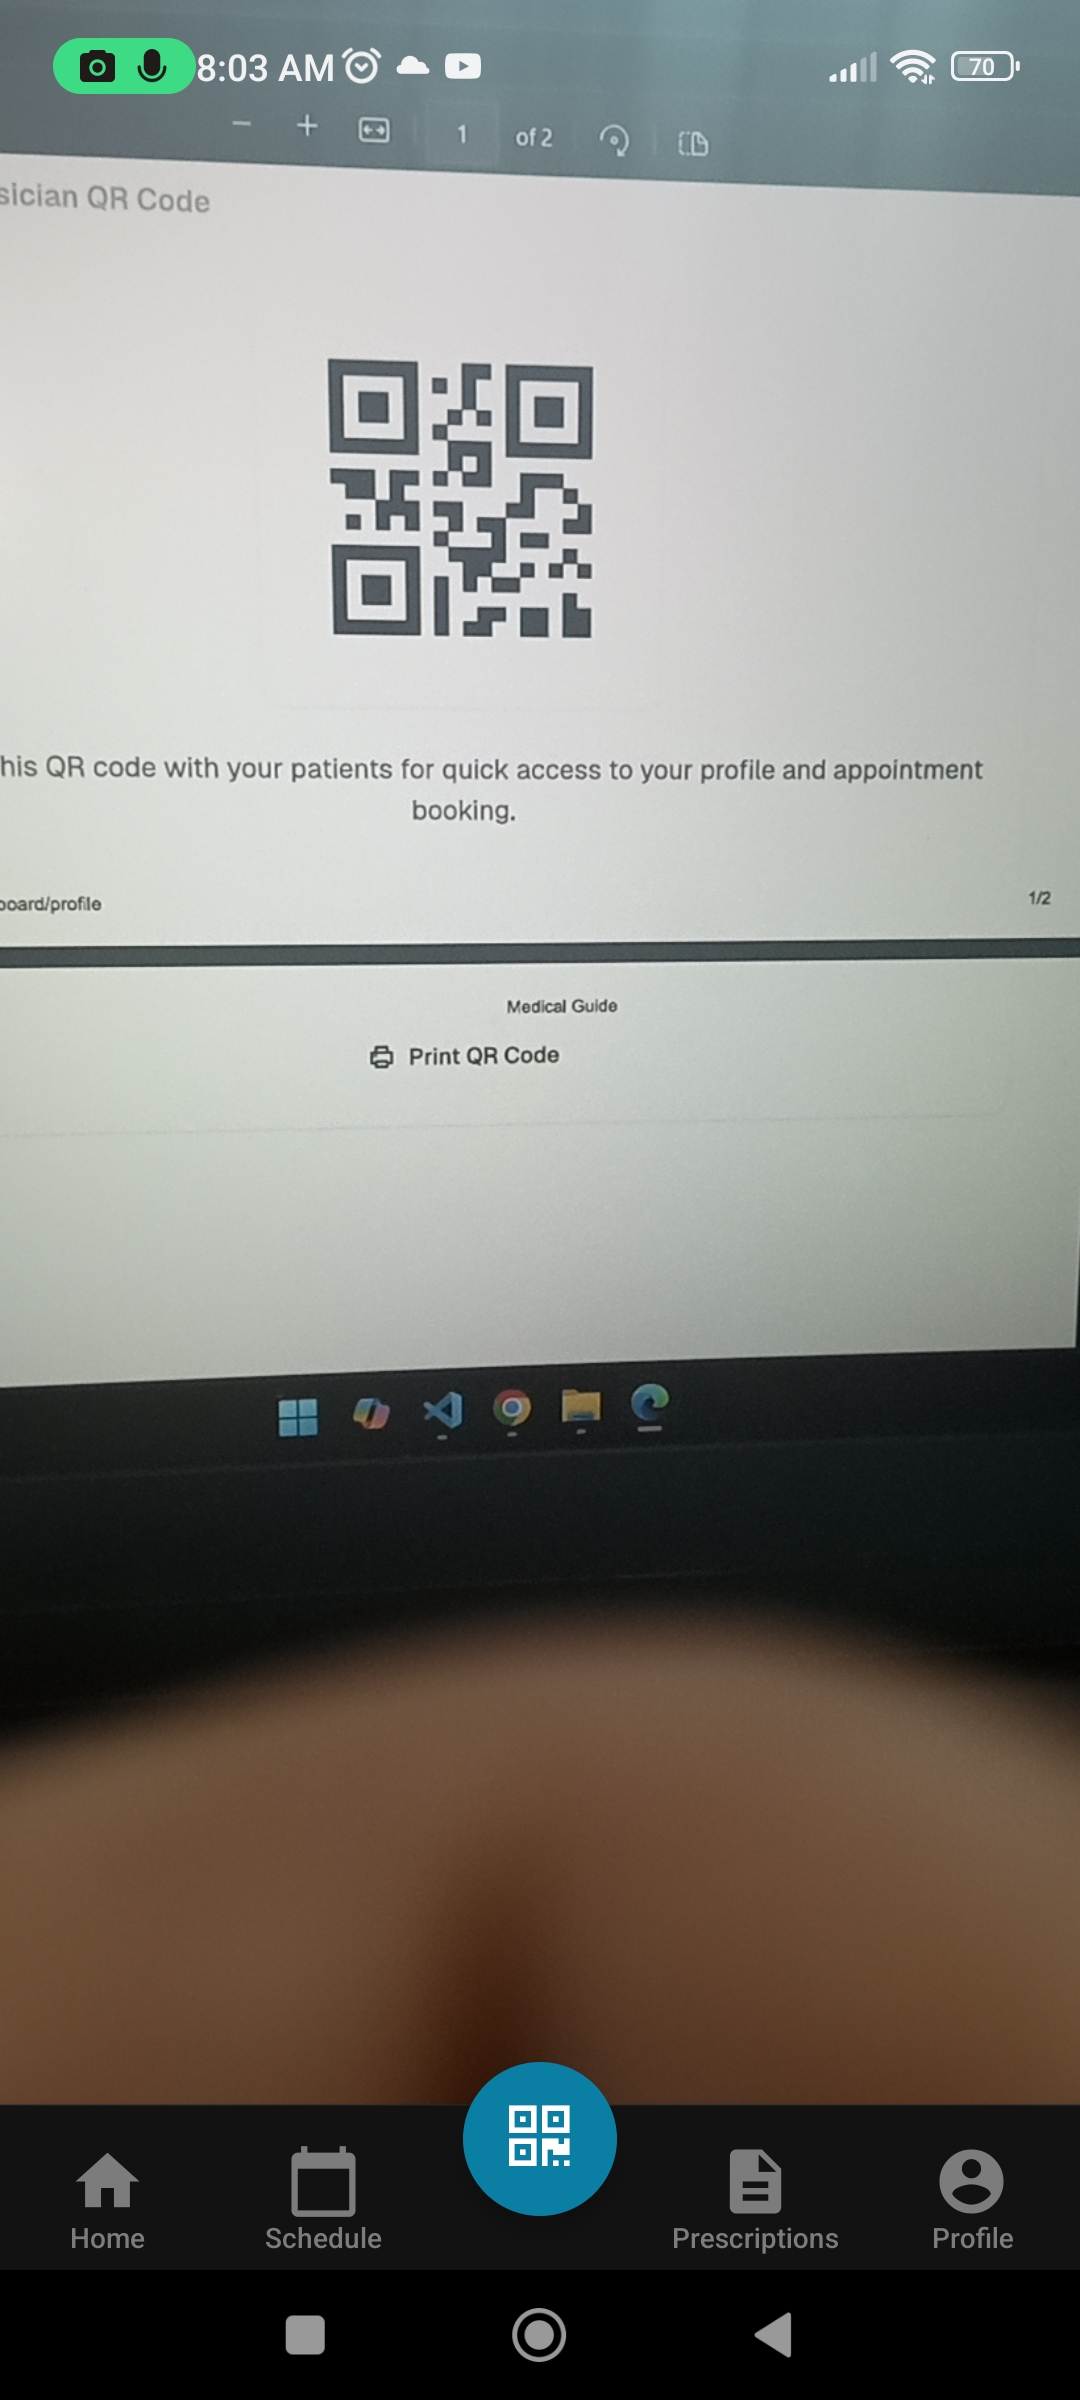 8:03 AM
70
1 of 2
sician QR Code
his QR code with your patients for quick access to your profile and appointment
booking.
board/profile
1/2
Medical Guide
Print QR Code
Home
Schedule
Prescriptions
Profile